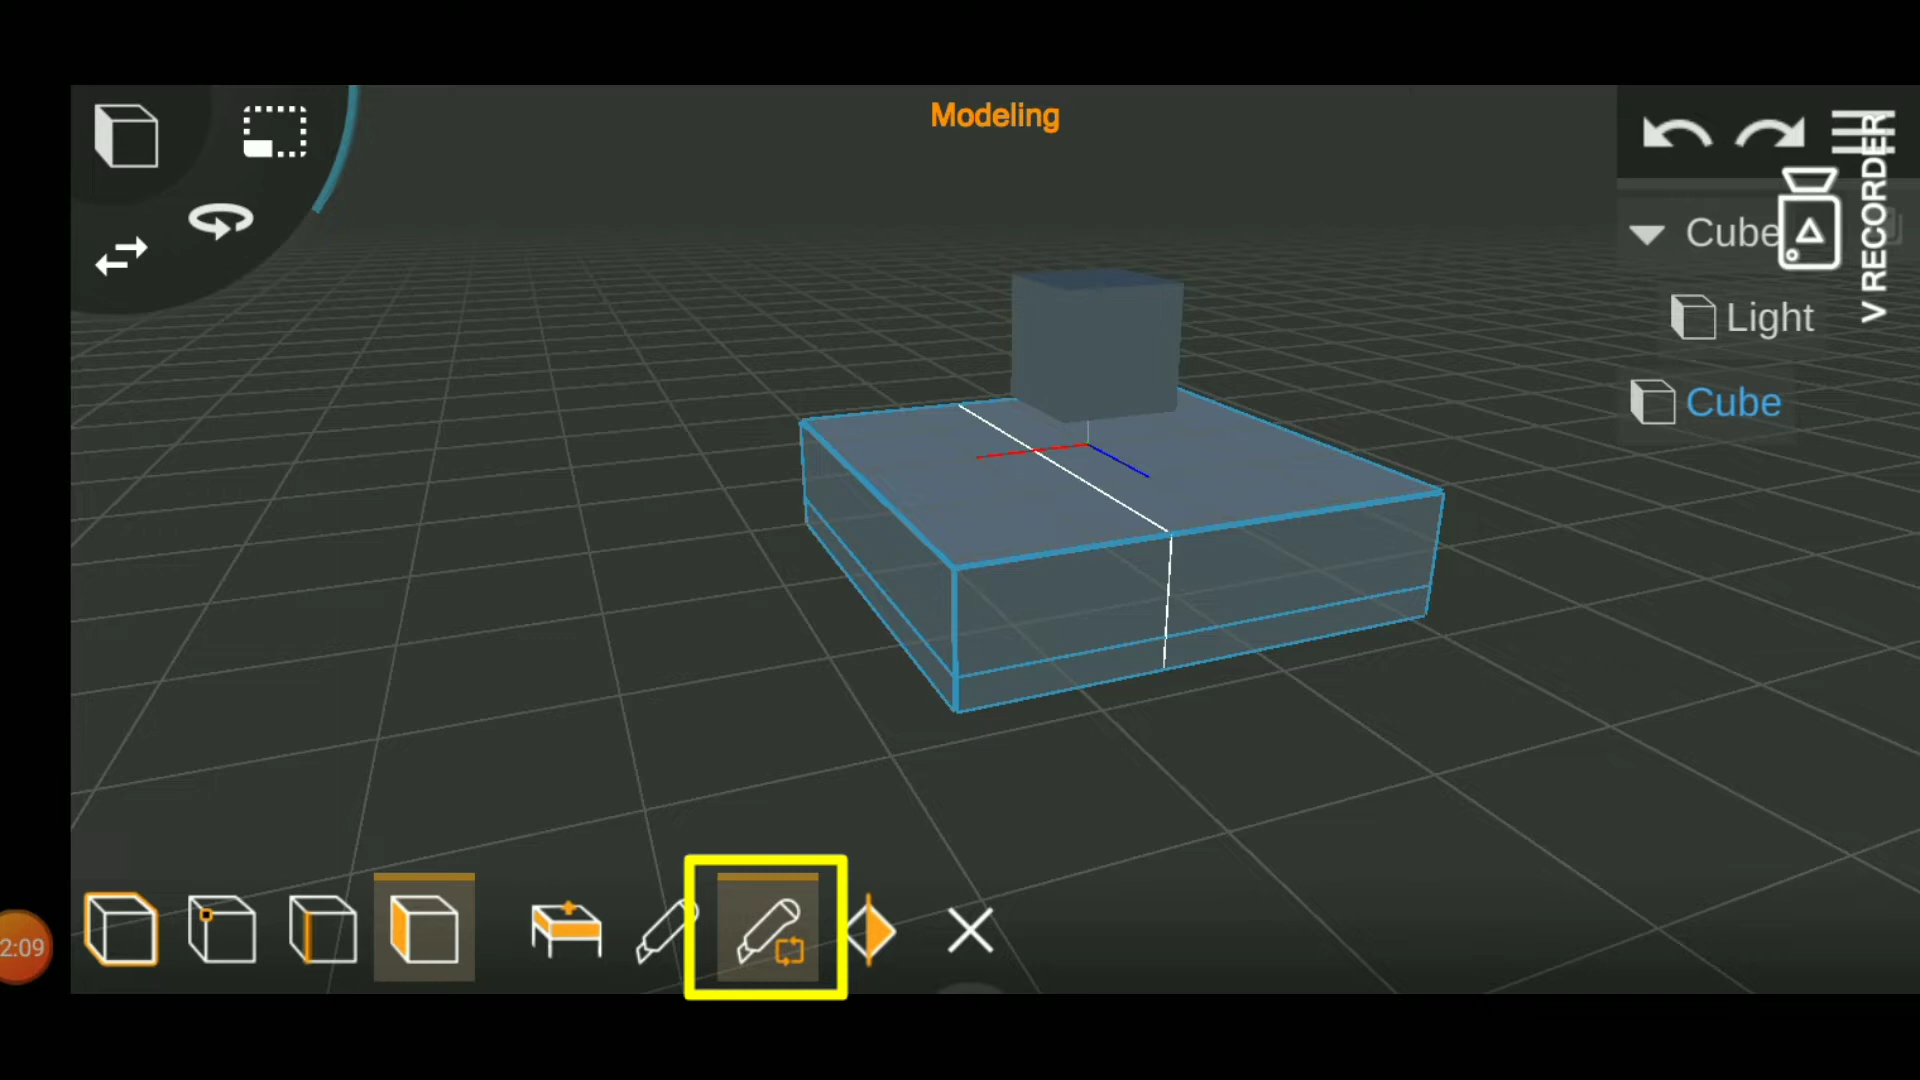 Modeling
V RECORDER
Cube
Light
Cube
2:09